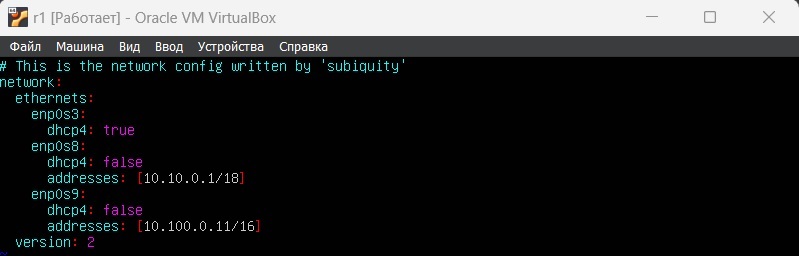 r1 [Работает] - Oracle VM VirtualBox
Файл Машина Вид Ввод Устройства Справка
# This is the network config written by 'subiquity'
network:
  ethernets:
    enp0s3:
      dhcp4: true
    enp0s8:
      dhcp4: false
      addresses: [10.10.0.1/18]
    enp0s9:
      dhcp4: false
      addresses: [10.100.0.11/16]
  version: 2
~